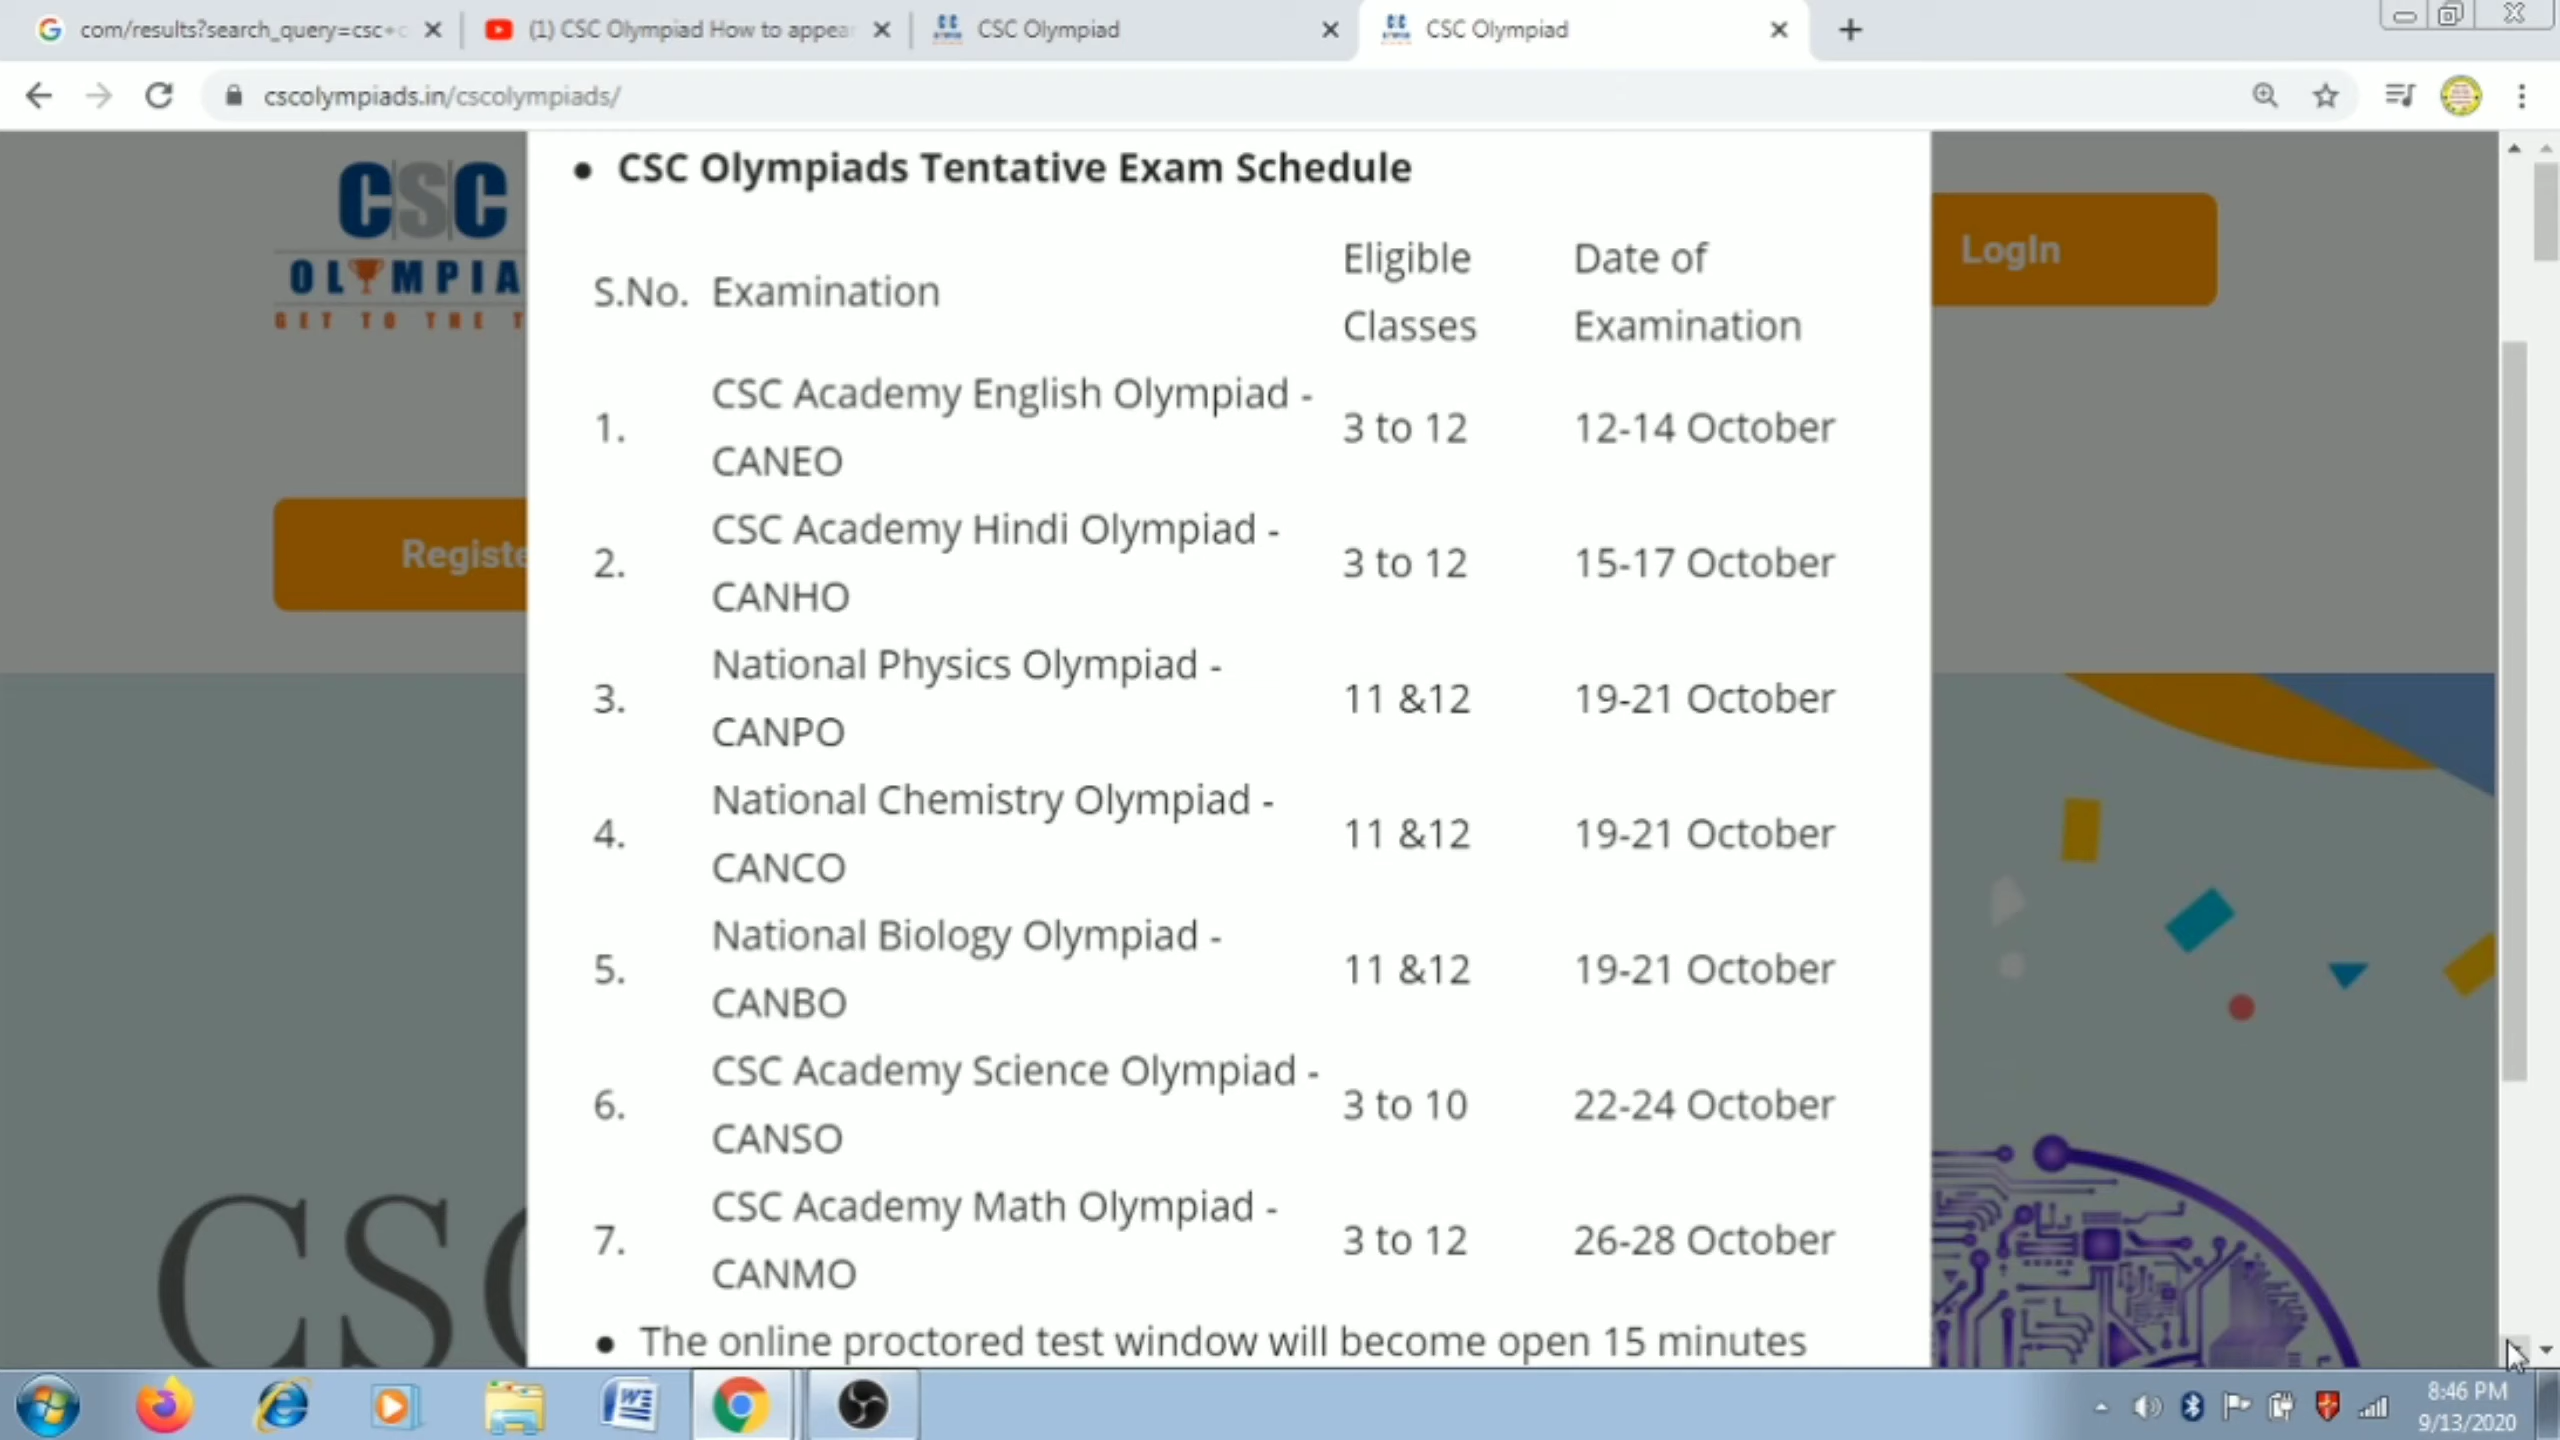 com/results?search_query=csc+c
(1) CSC Olympiad How to appear
CSC Olympiad
CSC Olympiad
cscolympiads.in/cscolympiads/
CSC
OLYMPIA
GET TO THE T
LogIn
Registe
CSC
• CSC Olympiads Tentative Exam Schedule
S.No. Examination Eligible Classes Date of Examination
1. CSC Academy English Olympiad - CANEO 3 to 12 12-14 October
2. CSC Academy Hindi Olympiad - CANHO 3 to 12 15-17 October
3. National Physics Olympiad - CANPO 11 &12 19-21 October
4. National Chemistry Olympiad - CANCO 11 &12 19-21 October
5. National Biology Olympiad - CANBO 11 &12 19-21 October
6. CSC Academy Science Olympiad - CANSO 3 to 10 22-24 October
7. CSC Academy Math Olympiad - CANMO 3 to 12 26-28 October
• The online proctored test window will become open 15 minutes
8:46 PM
9/13/2020